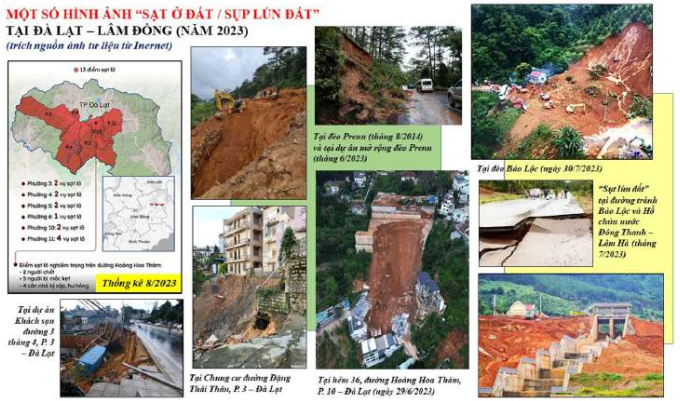 MỘT SỐ HÌNH ẢNH “SẠT Ở ĐẤT / SỤP LÚN ĐẤT”
TẠI ĐÀ LẠT – LÂM ĐỒNG (NĂM 2023)
(trích nguồn ảnh tư liệu từ Inernet)
13 điểm sạt lở
TP Đà Lạt
Phường 3: 2 vụ sạt lở
Phường 4: 2 vụ sạt lở
Phường 5: 2 vụ sạt lở
Phường 8: 1 vụ sạt lở
Phường 10: 2 vụ sạt lở
Phường 11: 4 vụ sạt lở
Lâm Đồng
Bình Thuận
Điểm sạt lở nghiêm trọng trên đường Hoàng Hoa Thám:
- 2 người chết
- 3 người bị mắc kẹt
- 4 căn nhà bị sập, hư hỏng
Thống kê 8/2023
Tại đèo Prenn (tháng 8/2014)
và tại dự án mở rộng đèo Prenn
(tháng 6/2023)
Tại đèo Bảo Lộc (ngày 30/7/2023)
“Sụt lún đất”
tại đường tránh
Bảo Lộc và Hồ
chứa nước
Đông Thanh –
Lâm Hà (tháng
7/2023)
Tại dự án
Khách sạn
đường 3
tháng 4, P. 3
– Đà Lạt
Tại Chung cư đường Đặng
Thái Thân, P. 3 – Đà Lạt
Tại hẻm 36, đường Hoàng Hoa Thám,
P. 10 – Đà Lạt (ngày 29/6/2023)